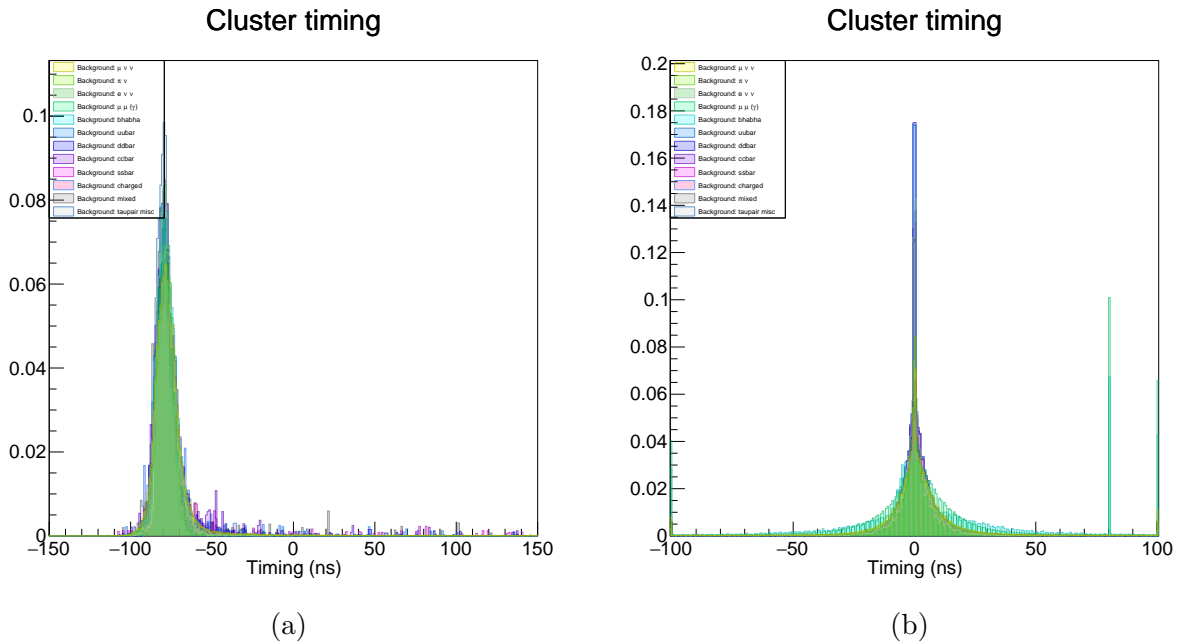 Cluster timing
Background: μ ν ν
Background: π ν
Background: e ν ν
Background: μ μ (γ)
Background: bhabha
Background: uubar
Background: ddbar
Background: ccbar
Background: ssbar
Background: charged
Background: mixed
Background: taupair misc
0.1
0.08
0.06
0.04
0.02
0
−150 −100 −50 0 50 100 150
Timing (ns)
(a)
Cluster timing
Background: μ ν ν
Background: π ν
Background: e ν ν
Background: μ μ (γ)
Background: bhabha
Background: uubar
Background: ddbar
Background: ccbar
Background: ssbar
Background: charged
Background: mixed
Background: taupair misc
0.2
0.18
0.16
0.14
0.12
0.1
0.08
0.06
0.04
0.02
0
−100 −50 0 50 100
Timing (ns)
(b)